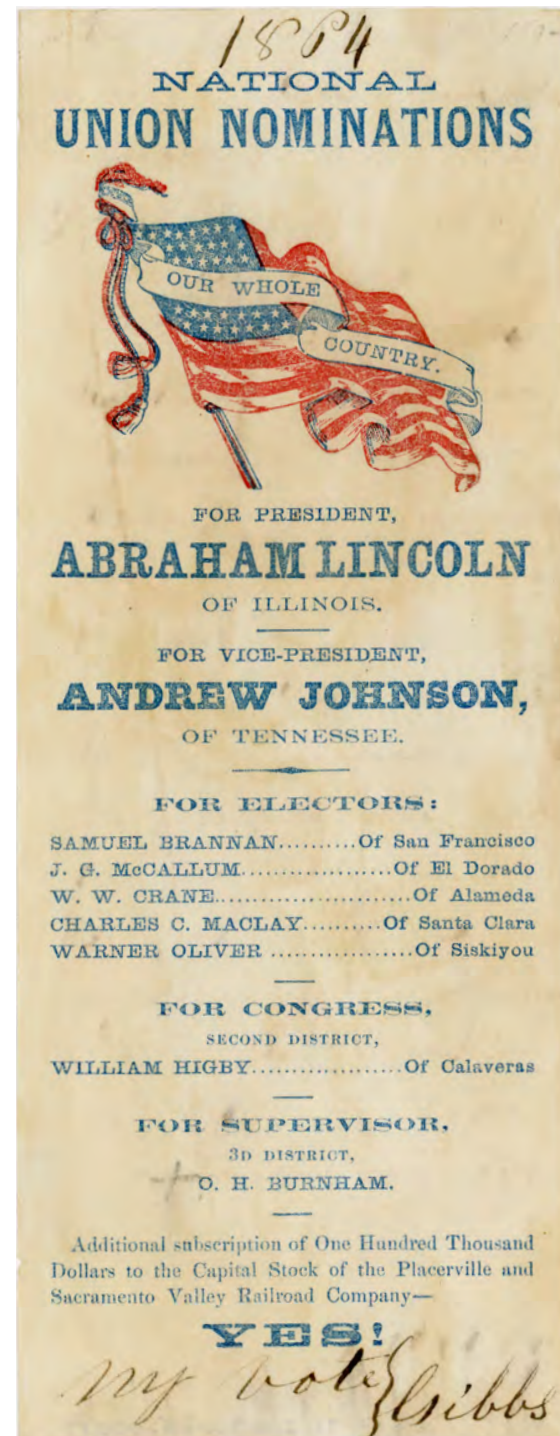 1864
NATIONAL
UNION NOMINATIONS
OUR WHOLE
COUNTRY.
FOR PRESIDENT,
ABRAHAM LINCOLN
OF ILLINOIS.
FOR VICE-PRESIDENT,
ANDREW JOHNSON,
OF TENNESSEE.
FOR ELECTORS:
SAMUEL BRANNAN..........Of San Francisco
J. G. McCALLUM...................Of El Dorado
W. W. CRANE........................Of Alameda
CHARLES C. MACLAY..........Of Santa Clara
WARNER OLIVER ..................Of Siskiyou
FOR CONGRESS,
SECOND DISTRICT,
WILLIAM HIGBY...................Of Calaveras
FOR SUPERVISOR,
3D DISTRICT,
O. H. BURNHAM.
Additional subscription of One Hundred Thousand
Dollars to the Capital Stock of the Placerville and
Sacramento Valley Railroad Company—
YES!
my vote } Gibbs